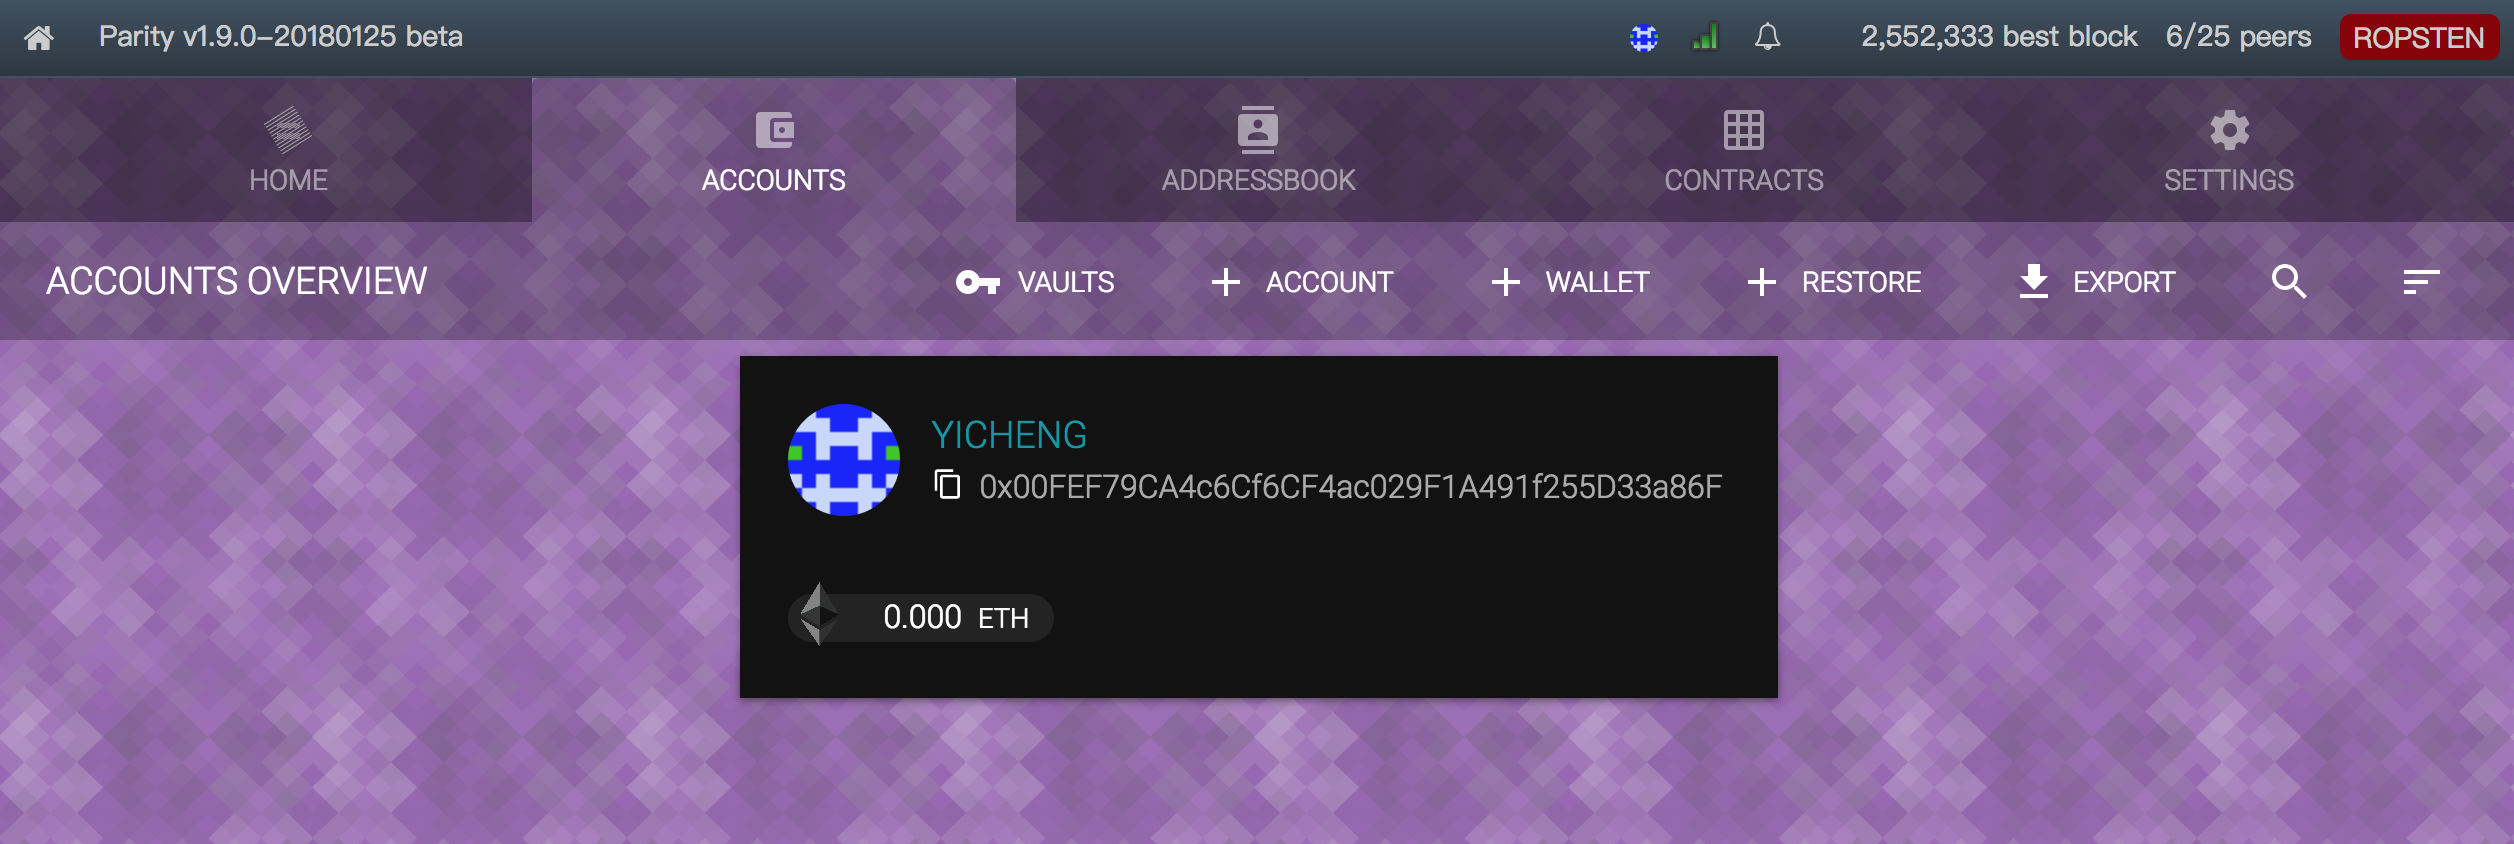 Parity v1.9.0-20180125 beta
2,552,333 best block 6/25 peers ROPSTEN
HOME ACCOUNTS ADDRESSBOOK CONTRACTS SETTINGS
ACCOUNTS OVERVIEW VAULTS ACCOUNT WALLET RESTORE EXPORT
YICHENG
0x00FEF79CA4c6Cf6CF4ac029F1A491f255D33a86F
0.000 ETH